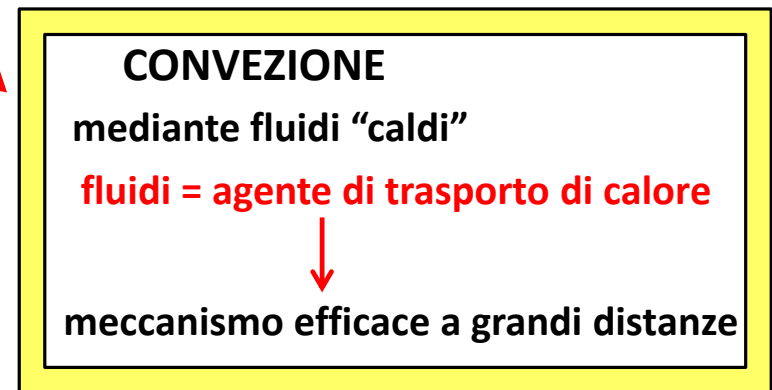 CONVEZIONE
mediante fluidi “caldi”
fluidi = agente di trasporto di calore
meccanismo efficace a grandi distanze